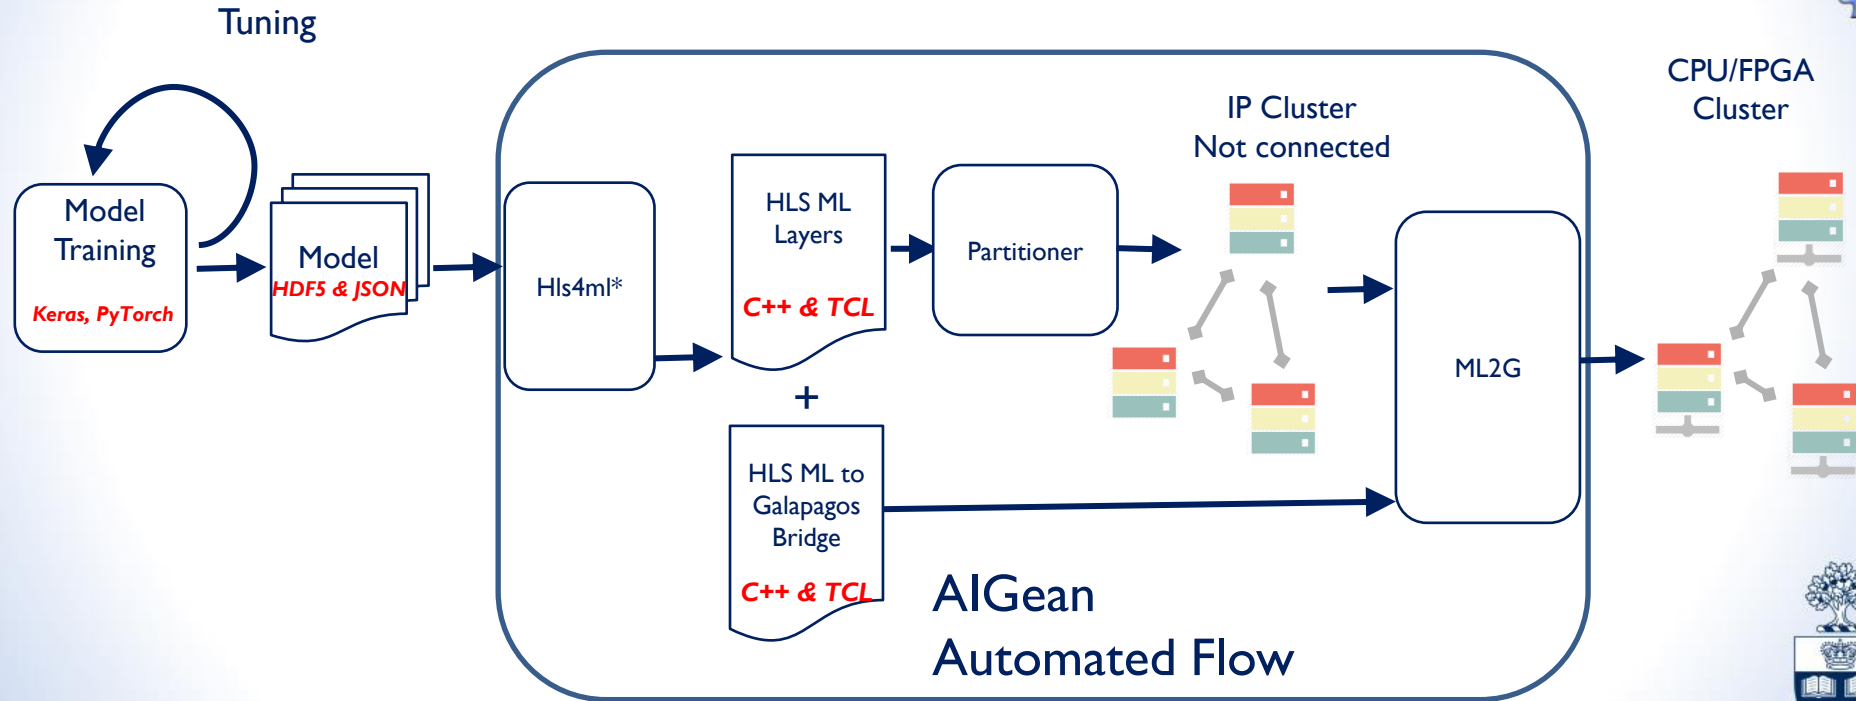 Tuning
Model
Training
Keras, PyTorch
Model
HDF5 & JSON
Hls4ml*
HLS ML
Layers
C++ & TCL
+
HLS ML to
Galapagos
Bridge
C++ & TCL
Partitioner
IP Cluster
Not connected
ML2G
CPU/FPGA
Cluster
AIGean
Automated Flow